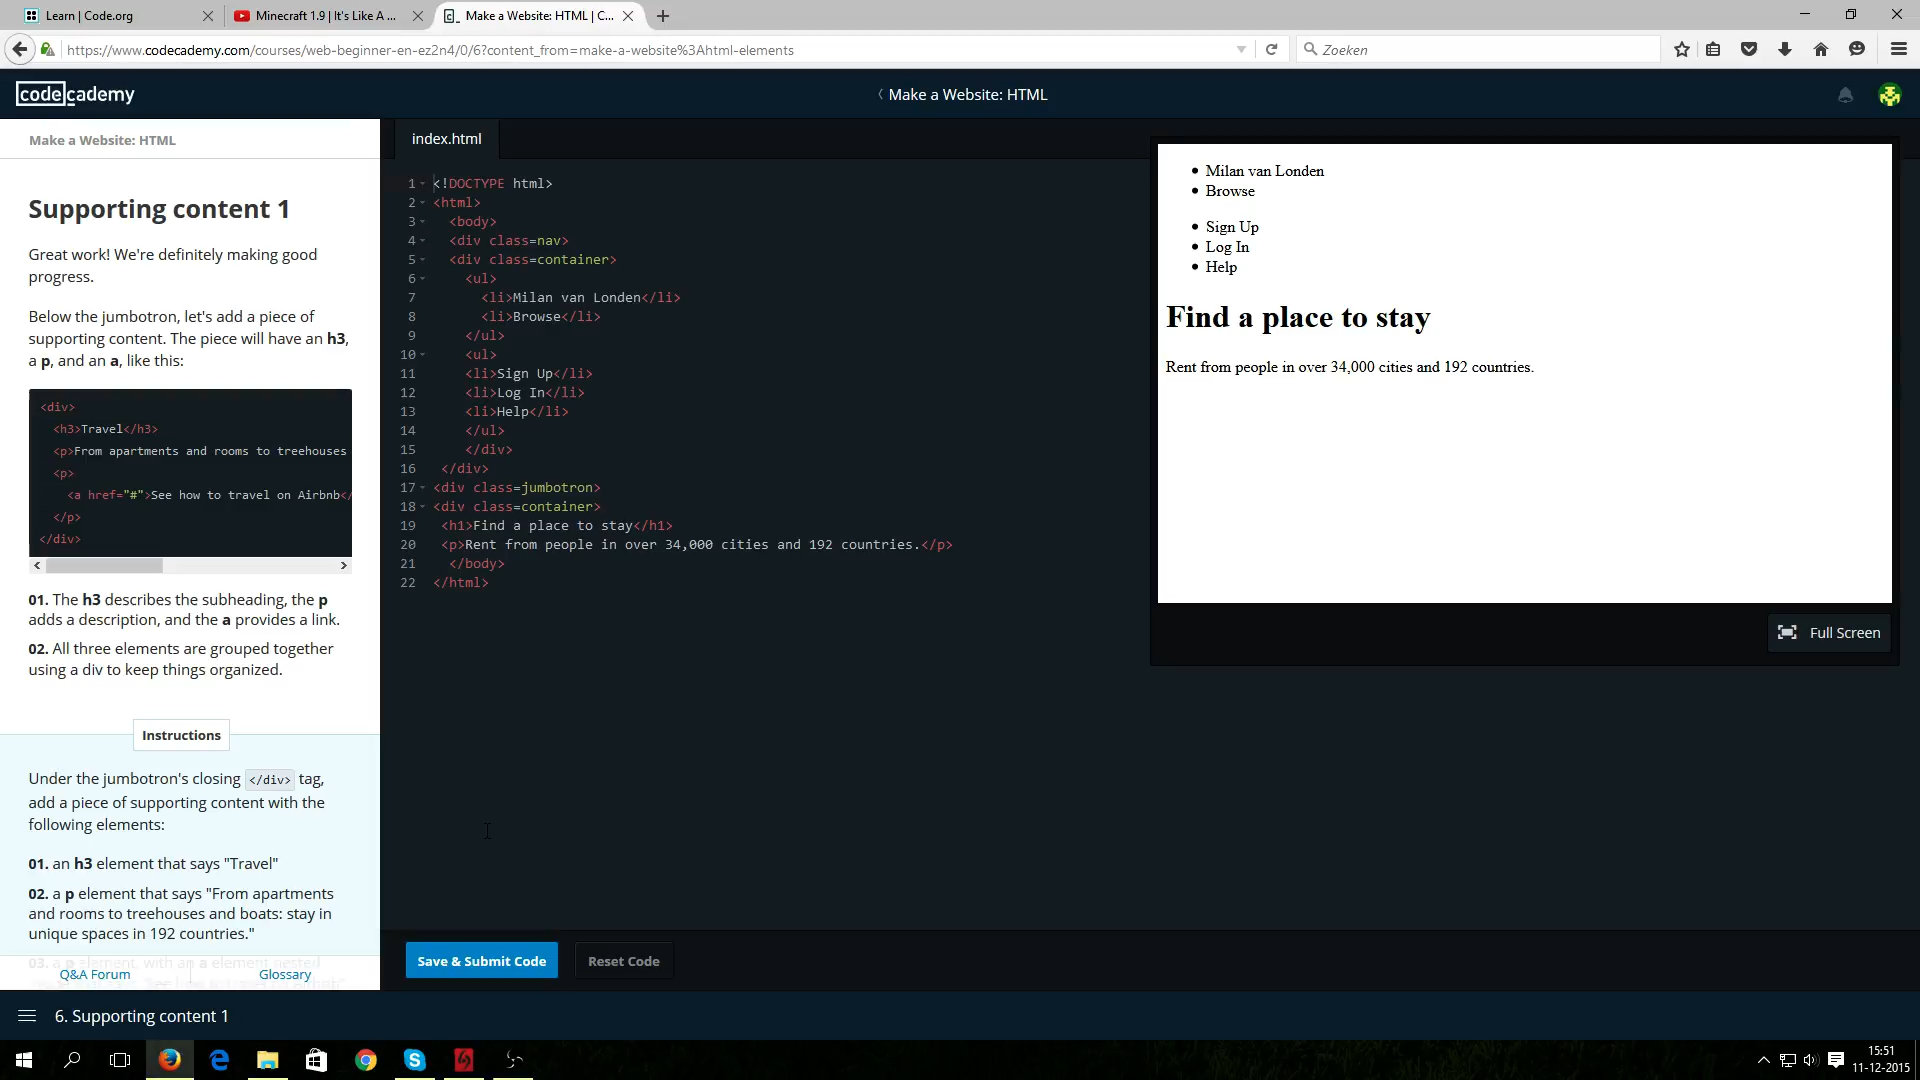 Learn | Code.org
Minecraft 1.9 | It's Like A ...
Make a Website: HTML | C...
https://www.codecademy.com/courses/web-beginner-en-ez2n4/0/6?content_from=make-a-website%3Ahtml-elements
Zoeken
codecademy
Make a Website: HTML
Make a Website: HTML
Supporting content 1
Great work! We're definitely making good
progress.
Below the jumbotron, let's add a piece of
supporting content. The piece will have an h3,
a p, and an a, like this:
<div>
<h3>Travel</h3>
<p>From apartments and rooms to treehouses
<p>
<a href="#">See how to travel on Airbnb</
</p>
</div>
01. The h3 describes the subheading, the p
adds a description, and the a provides a link.
02. All three elements are grouped together
using a div to keep things organized.
Instructions
Under the jumbotron's closing </div> tag,
add a piece of supporting content with the
following elements:
01. an h3 element that says "Travel"
02. a p element that says "From apartments
and rooms to treehouses and boats: stay in
unique spaces in 192 countries."
03. a p element, with an a element nested
Q&A Forum
Glossary
index.html
1 <!DOCTYPE html>
2 <html>
3 <body>
4 <div class=nav>
5 <div class=container>
6 <ul>
7 <li>Milan van Londen</li>
8 <li>Browse</li>
9 </ul>
10 <ul>
11 <li>Sign Up</li>
12 <li>Log In</li>
13 <li>Help</li>
14 </ul>
15 </div>
16 </div>
17 <div class=jumbotron>
18 <div class=container>
19 <h1>Find a place to stay</h1>
20 <p>Rent from people in over 34,000 cities and 192 countries.</p>
21 </body>
22 </html>
Milan van Londen
Browse
Sign Up
Log In
Help
Find a place to stay
Rent from people in over 34,000 cities and 192 countries.
Full Screen
Save & Submit Code
Reset Code
6. Supporting content 1
15:51
11-12-2015